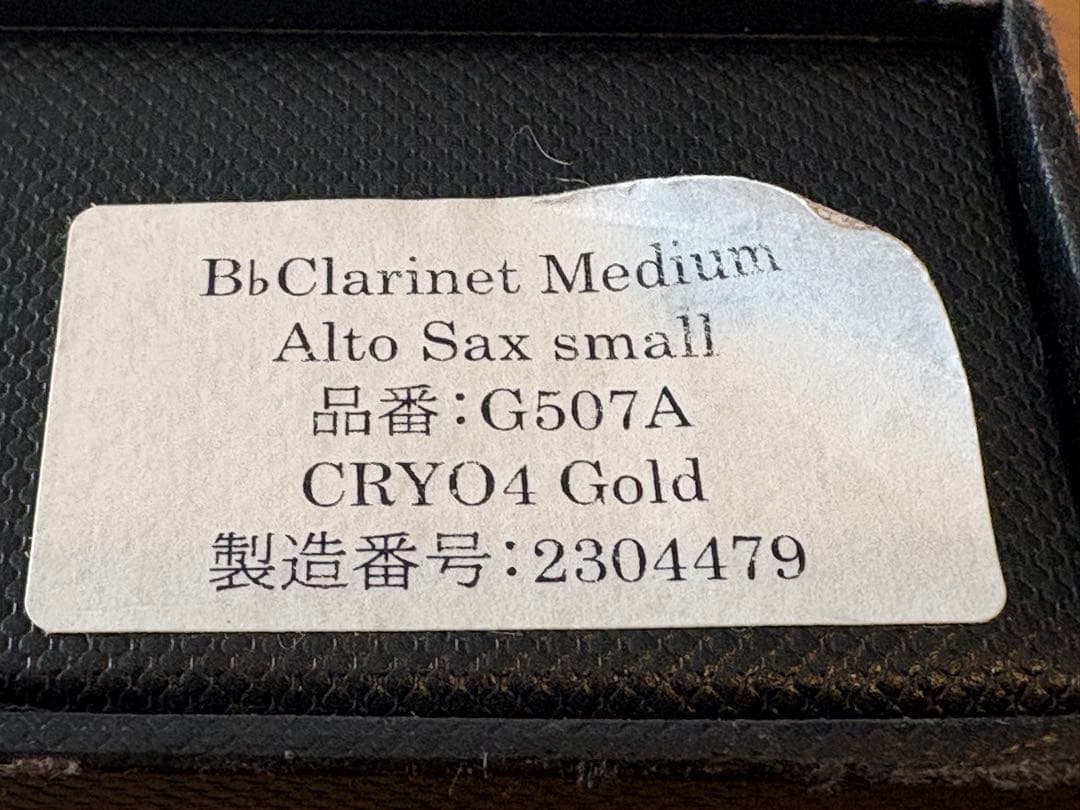 B♭Clarinet Medium
Alto Sax small
品番:G507A
CRYO4 Gold
製造番号:2304479